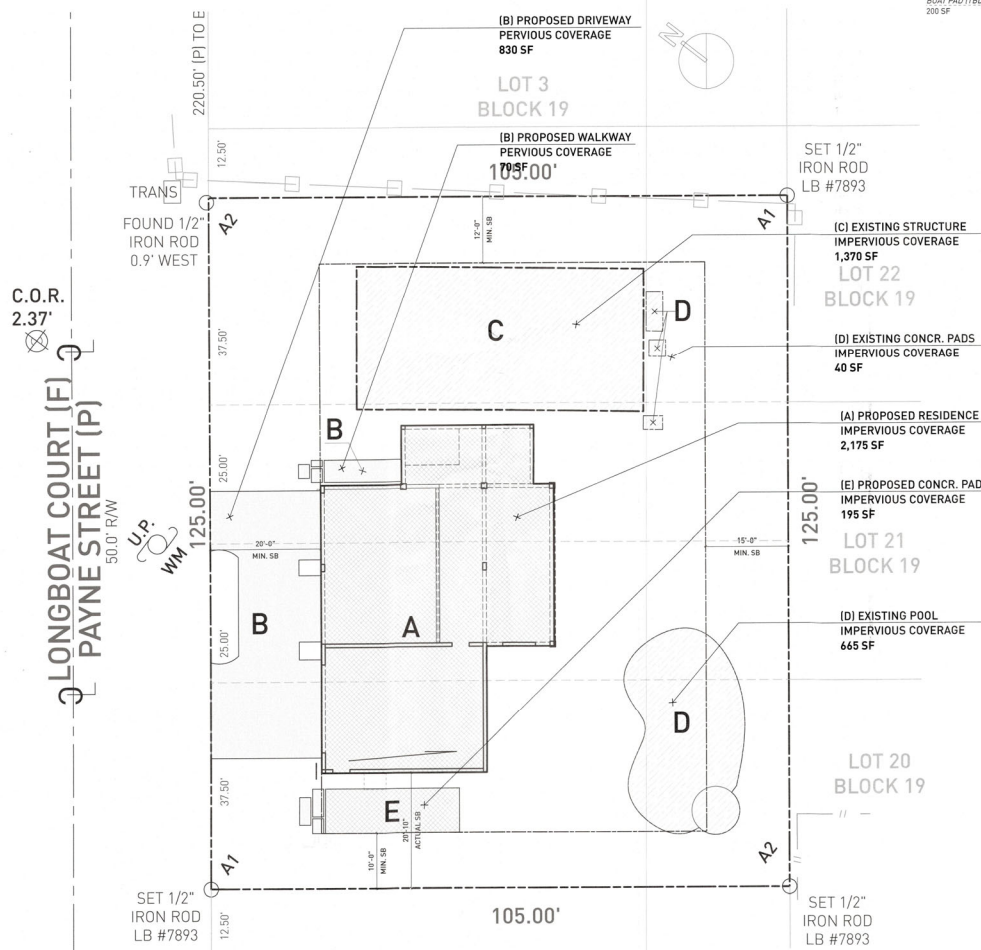 BOAT PAD (TBD)
200 SF
(B) PROPOSED DRIVEWAY
PERVIOUS COVERAGE
830 SF
N
LOT 3
BLOCK 19
220.50' (P) TO E
12.50'
(B) PROPOSED WALKWAY
PERVIOUS COVERAGE
70 SF
105.00'
SET 1/2"
IRON ROD
LB #7893
TRANS
FOUND 1/2"
IRON ROD
0.9' WEST
A2
A1
12'-0"
MIN. SB
(C) EXISTING STRUCTURE
IMPERVIOUS COVERAGE
1,370 SF
LOT 22
BLOCK 19
C.O.R.
2.37'
C
D
37.50'
(D) EXISTING CONCR. PADS
IMPERVIOUS COVERAGE
40 SF
LONGBOAT COURT (F)
PAYNE STREET (P)
50.0' R/W
B
(A) PROPOSED RESIDENCE
IMPERVIOUS COVERAGE
2,175 SF
25.00'
(E) PROPOSED CONCR. PAD
IMPERVIOUS COVERAGE
195 SF
125.00'
125.00'
U.P.
WM
20'-0"
MIN. SB
15'-0"
MIN. SB
LOT 21
BLOCK 19
B
A
25.00'
(D) EXISTING POOL
IMPERVIOUS COVERAGE
665 SF
D
LOT 20
BLOCK 19
37.50'
E
20'-10"
ACTUAL SB
10'-0"
MIN. SB
A1
A2
SET 1/2"
IRON ROD
LB #7893
12.50'
105.00'
SET 1/2"
IRON ROD
LB #7893